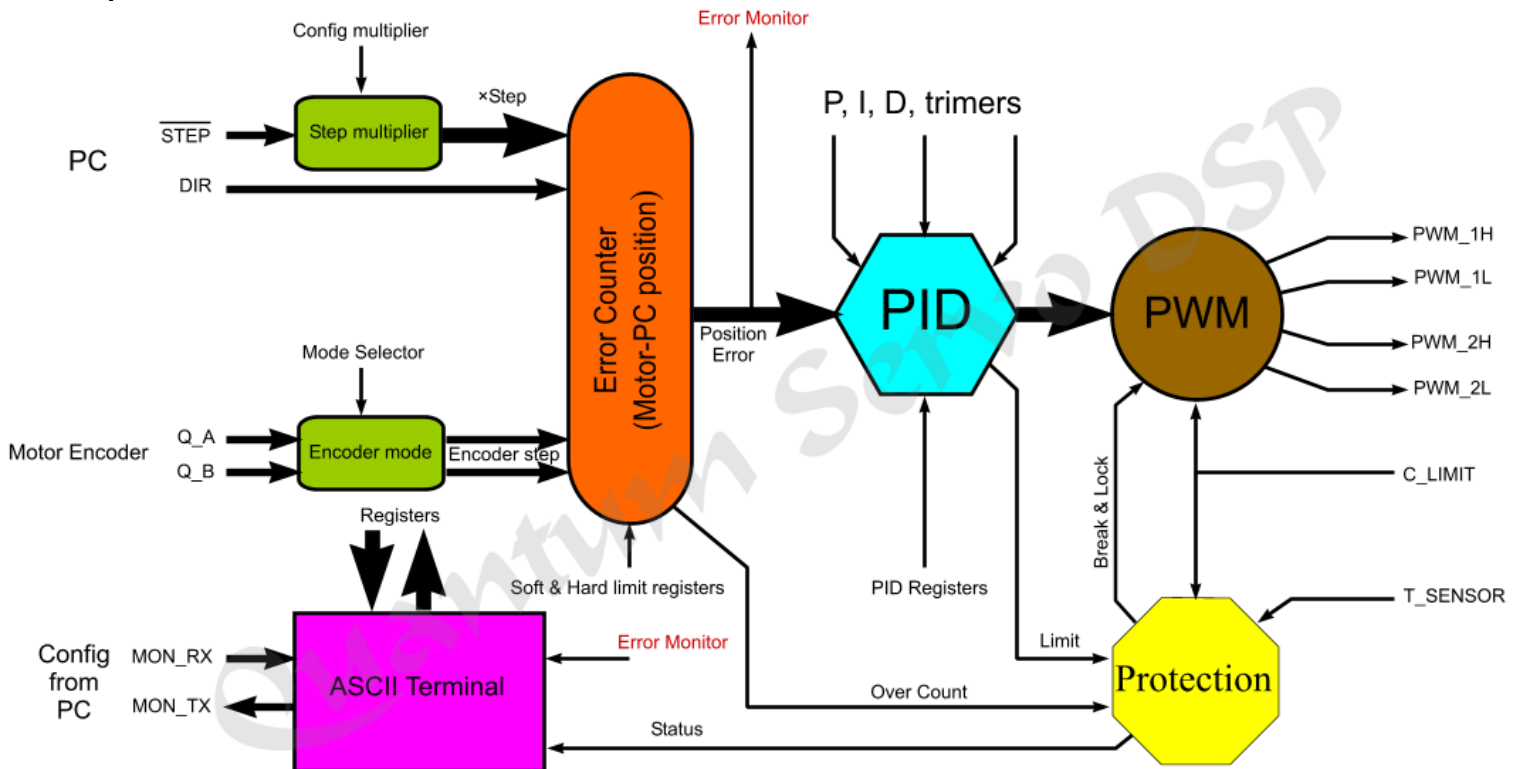 Error Monitor
Config multiplier
×Step
P, I, D, trimers
STEP
Step multiplier
PC
DIR
Error Counter
(Motor-PC position)
PID
PWM
PWM_1H
PWM_1L
PWM_2H
PWM_2L
Position
Error
Mode Selector
Motor Encoder
Q_A
Q_B
Encoder mode
Encoder step
Break & Lock
C_LIMIT
Registers
Soft & Hard limit registers
PID Registers
T_SENSOR
Config
from
PC
MON_RX
MON_TX
ASCII Terminal
Error Monitor
Limit
Over Count
Status
Protection
Quantum Servo DSP